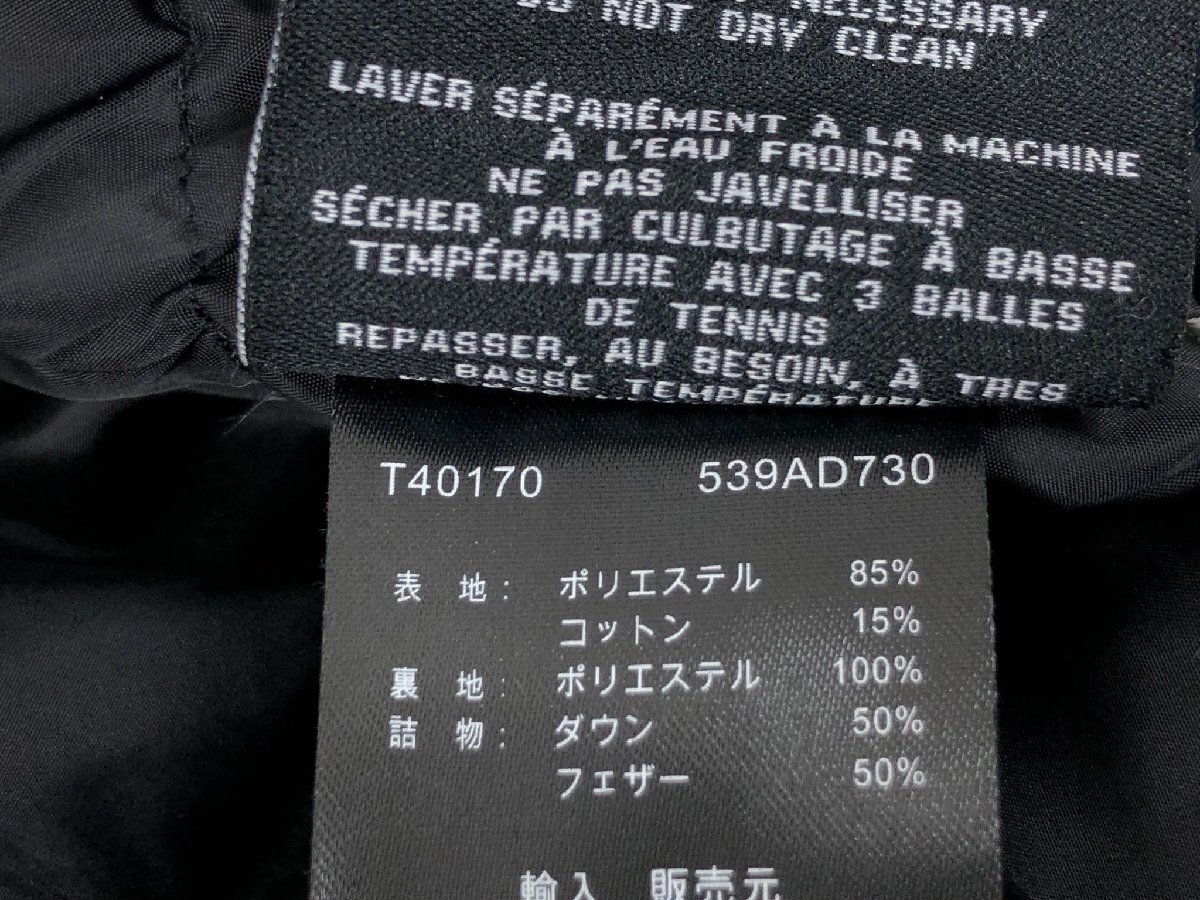 NECESSARY
DO NOT DRY CLEAN
LAVER SÉPARÉMENT À LA MACHINE
À L'EAU FROIDE
NE PAS JAVELLISER
SÉCHER PAR CULBUTAGE À BASSE
TEMPÉRATURE AVEC 3 BALLES
DE TENNIS
REPASSER, AU BESOIN, À TRES
BASSE TEMPÉRATURE
T40170 539AD730
表 地: ポリエステル 85%
コットン 15%
裏 地: ポリエステル 100%
詰 物: ダウン 50%
フェザー 50%
輸入 販売元